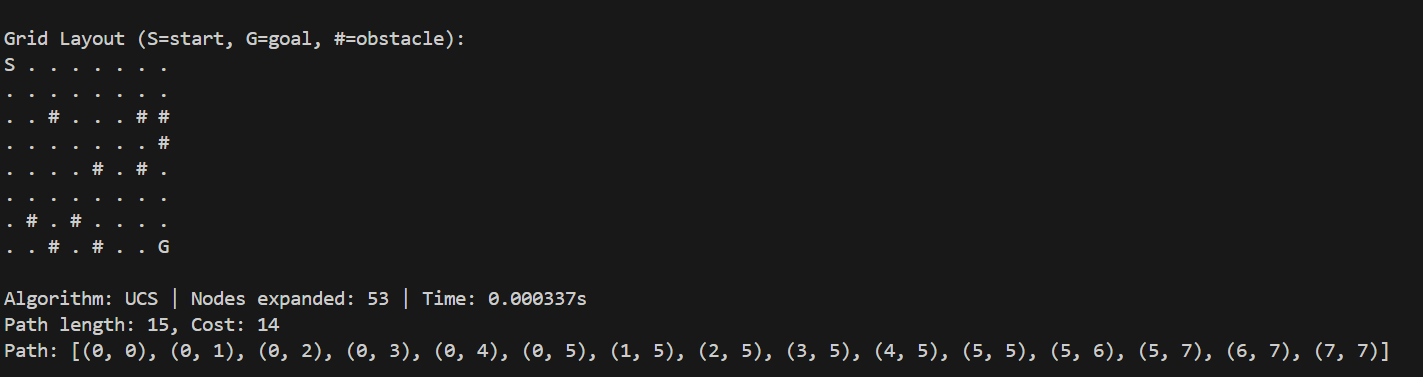 Grid Layout (S=start, G=goal, #=obstacle):
S . . . . . . .
. . . . . . . .
. . # . . . # #
. . . . . . . #
. . . . # . # .
. . . . . . . .
. # . # . . . .
. . # . # . . G
Algorithm: UCS | Nodes expanded: 53 | Time: 0.000337s
Path length: 15, Cost: 14
Path: [(0, 0), (0, 1), (0, 2), (0, 3), (0, 4), (0, 5), (1, 5), (2, 5), (3, 5), (4, 5), (5, 5), (5, 6), (5, 7), (6, 7), (7, 7)]